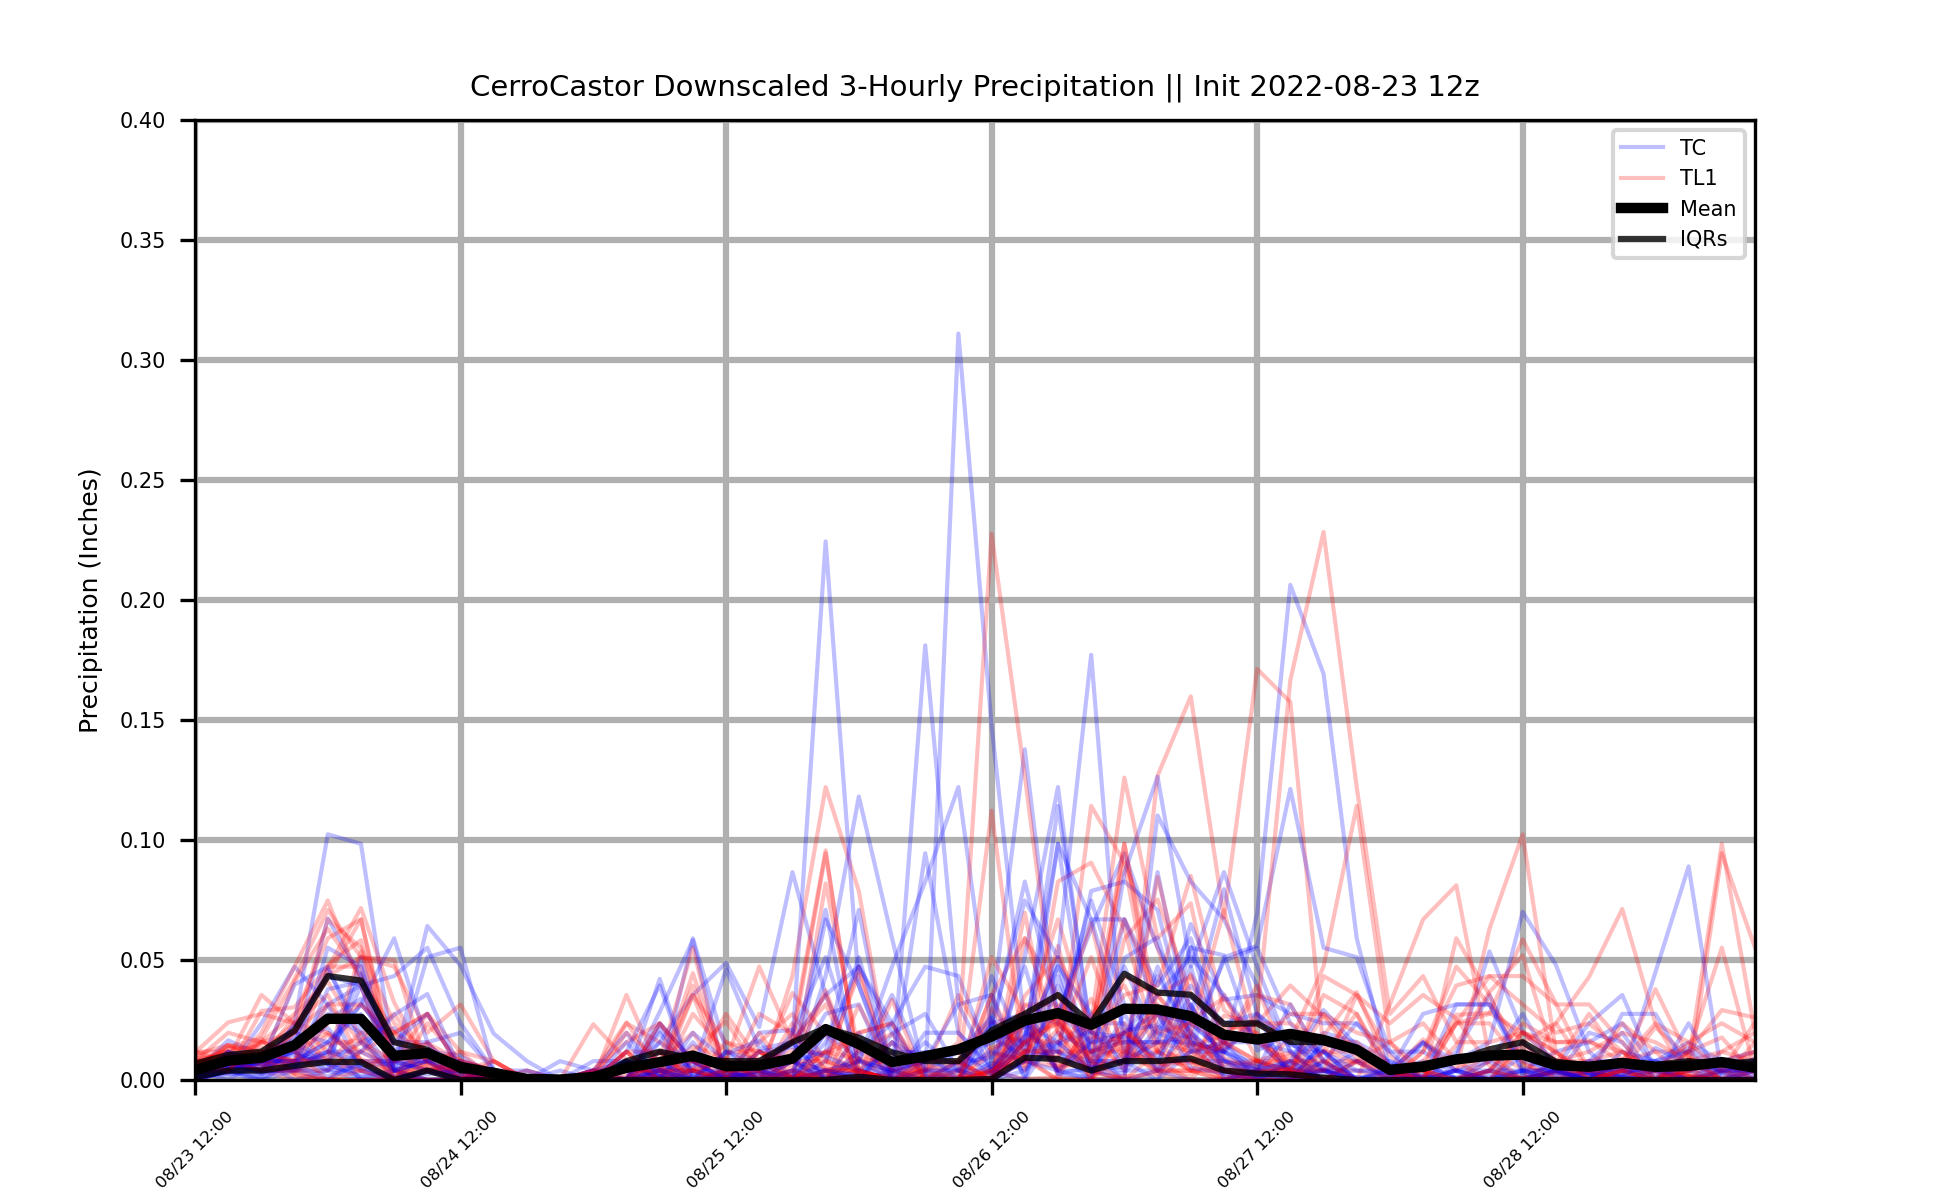 CerroCastor Downscaled 3-Hourly Precipitation || Init 2022-08-23 12z
Precipitation (Inches)
0.40
0.35
0.30
0.25
0.20
0.15
0.10
0.05
0.00
TC
TL1
Mean
IQRs
08/23 12:00
08/24 12:00
08/25 12:00
08/26 12:00
08/27 12:00
08/28 12:00